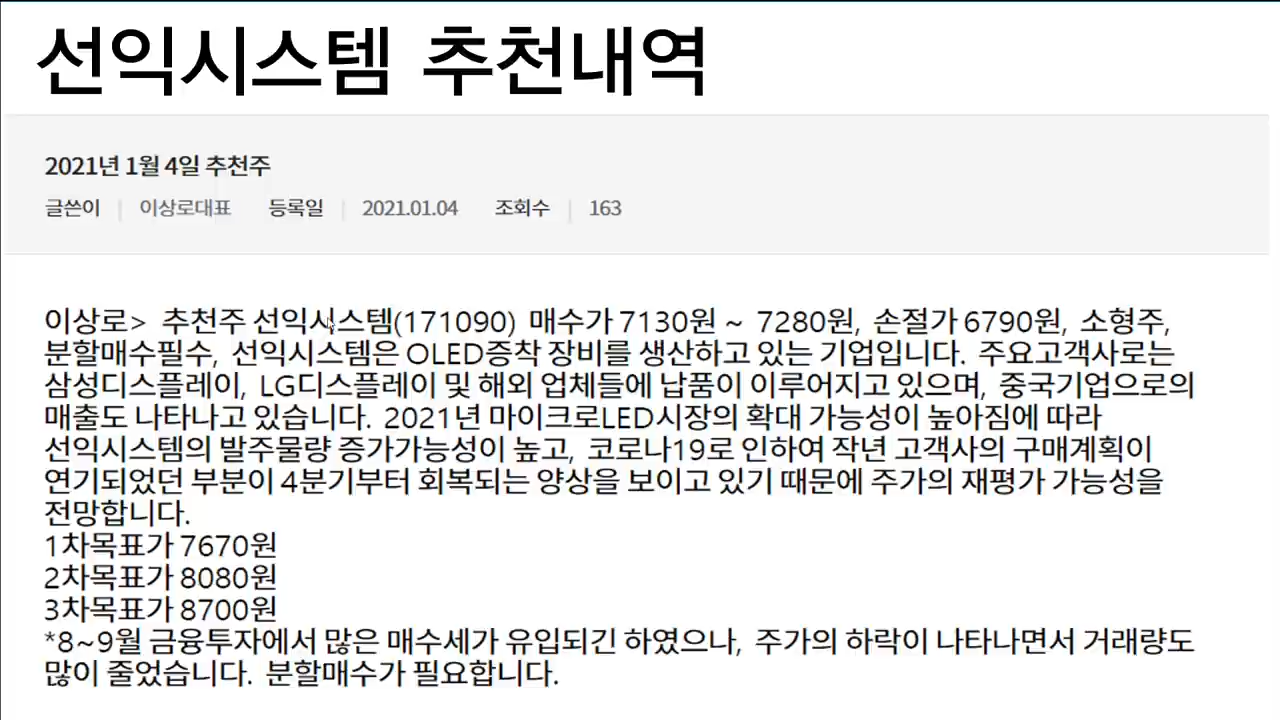 선익시스템 추천내역
2021년 1월 4일 추천주
글쓴이 이상로대표 등록일 2021.01.04 조회수 163
이상로> 추천주 선익시스템(171090) 매수가 7130원 ~ 7280원, 손절가 6790원, 소형주,
분할매수필수, 선익시스템은 OLED증착 장비를 생산하고 있는 기업입니다. 주요고객사로는
삼성디스플레이, LG디스플레이 및 해외 업체들에 납품이 이루어지고 있으며, 중국기업으로의
매출도 나타나고 있습니다. 2021년 마이크로LED시장의 확대 가능성이 높아짐에 따라
선익시스템의 발주물량 증가가능성이 높고, 코로나19로 인하여 작년 고객사의 구매계획이
연기되었던 부분이 4분기부터 회복되는 양상을 보이고 있기 때문에 주가의 재평가 가능성을
전망합니다.
1차목표가 7670원
2차목표가 8080원
3차목표가 8700원
*8~9월 금융투자에서 많은 매수세가 유입되긴 하였으나, 주가의 하락이 나타나면서 거래량도
많이 줄었습니다. 분할매수가 필요합니다.